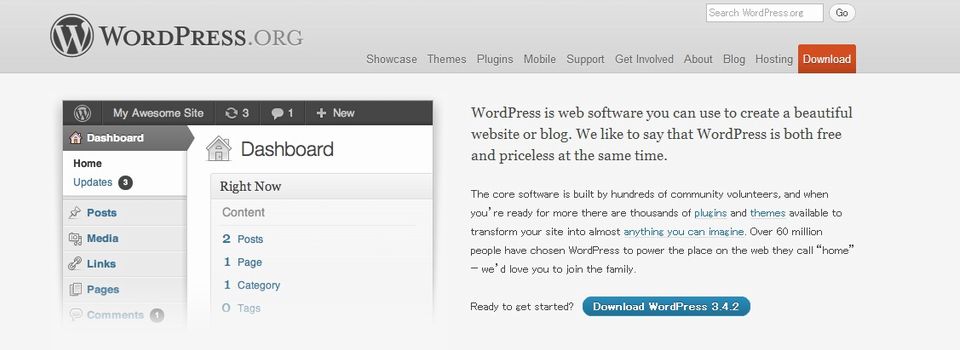 Search WordPress.org Go
WORDPRESS.ORG
Showcase Themes Plugins Mobile Support Get Involved About Blog Hosting Download
My Awesome Site 3 1 + New
Dashboard
Home
Updates 3
Posts
Media
Links
Pages
Comments 1
Dashboard
Right Now
Content
2 Posts
1 Page
1 Category
0 Tags
WordPress is web software you can use to create a beautiful
website or blog. We like to say that WordPress is both free
and priceless at the same time.
The core software is built by hundreds of community volunteers, and when
you’re ready for more there are thousands of plugins and themes available to
transform your site into almost anything you can imagine. Over 60 million
people have chosen WordPress to power the place on the web they call “home”
– we’d love you to join the family.
Ready to get started? Download WordPress 3.4.2